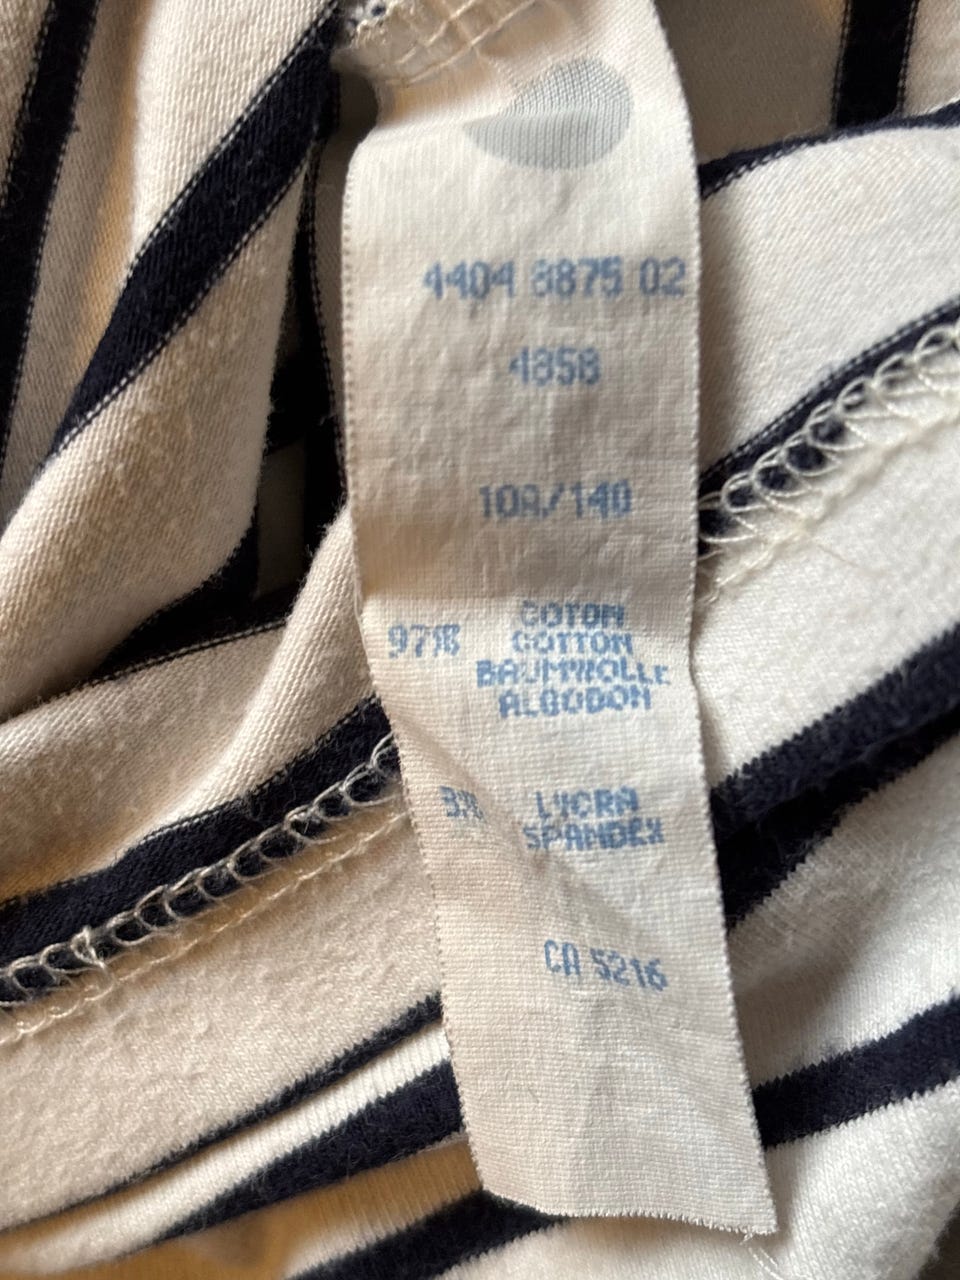 4404 8875 02
4858
10A/140
97% COTON
COTTON
BAUMWOLLE
ALGODON
3% LYCRA
SPANDEX
CA 5216